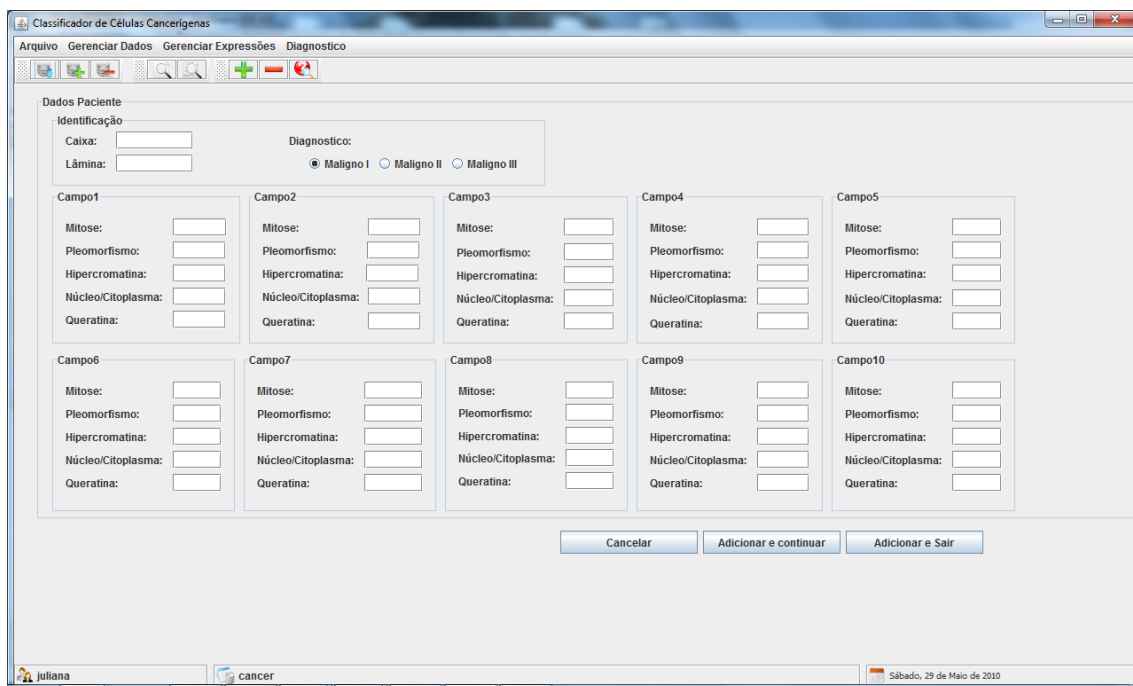 Classificador de Células Cancerígenas
Arquivo Gerenciar Dados Gerenciar Expressões Diagnostico
Dados Paciente
Identificação
Caixa: Diagnostico:
Lâmina: Maligno I Maligno II Maligno III
Campo1 Campo2 Campo3 Campo4 Campo5
Mitose: Mitose: Mitose: Mitose: Mitose:
Pleomorfismo: Pleomorfismo: Pleomorfismo: Pleomorfismo: Pleomorfismo:
Hipercromatina: Hipercromatina: Hipercromatina: Hipercromatina: Hipercromatina:
Núcleo/Citoplasma: Núcleo/Citoplasma: Núcleo/Citoplasma: Núcleo/Citoplasma: Núcleo/Citoplasma:
Queratina: Queratina: Queratina: Queratina: Queratina:
Campo6 Campo7 Campo8 Campo9 Campo10
Mitose: Mitose: Mitose: Mitose: Mitose:
Pleomorfismo: Pleomorfismo: Pleomorfismo: Pleomorfismo: Pleomorfismo:
Hipercromatina: Hipercromatina: Hipercromatina: Hipercromatina: Hipercromatina:
Núcleo/Citoplasma: Núcleo/Citoplasma: Núcleo/Citoplasma: Núcleo/Citoplasma: Núcleo/Citoplasma:
Queratina: Queratina: Queratina: Queratina: Queratina:
Cancelar Adicionar e continuar Adicionar e Sair
juliana cancer Sábado, 29 de Maio de 2010